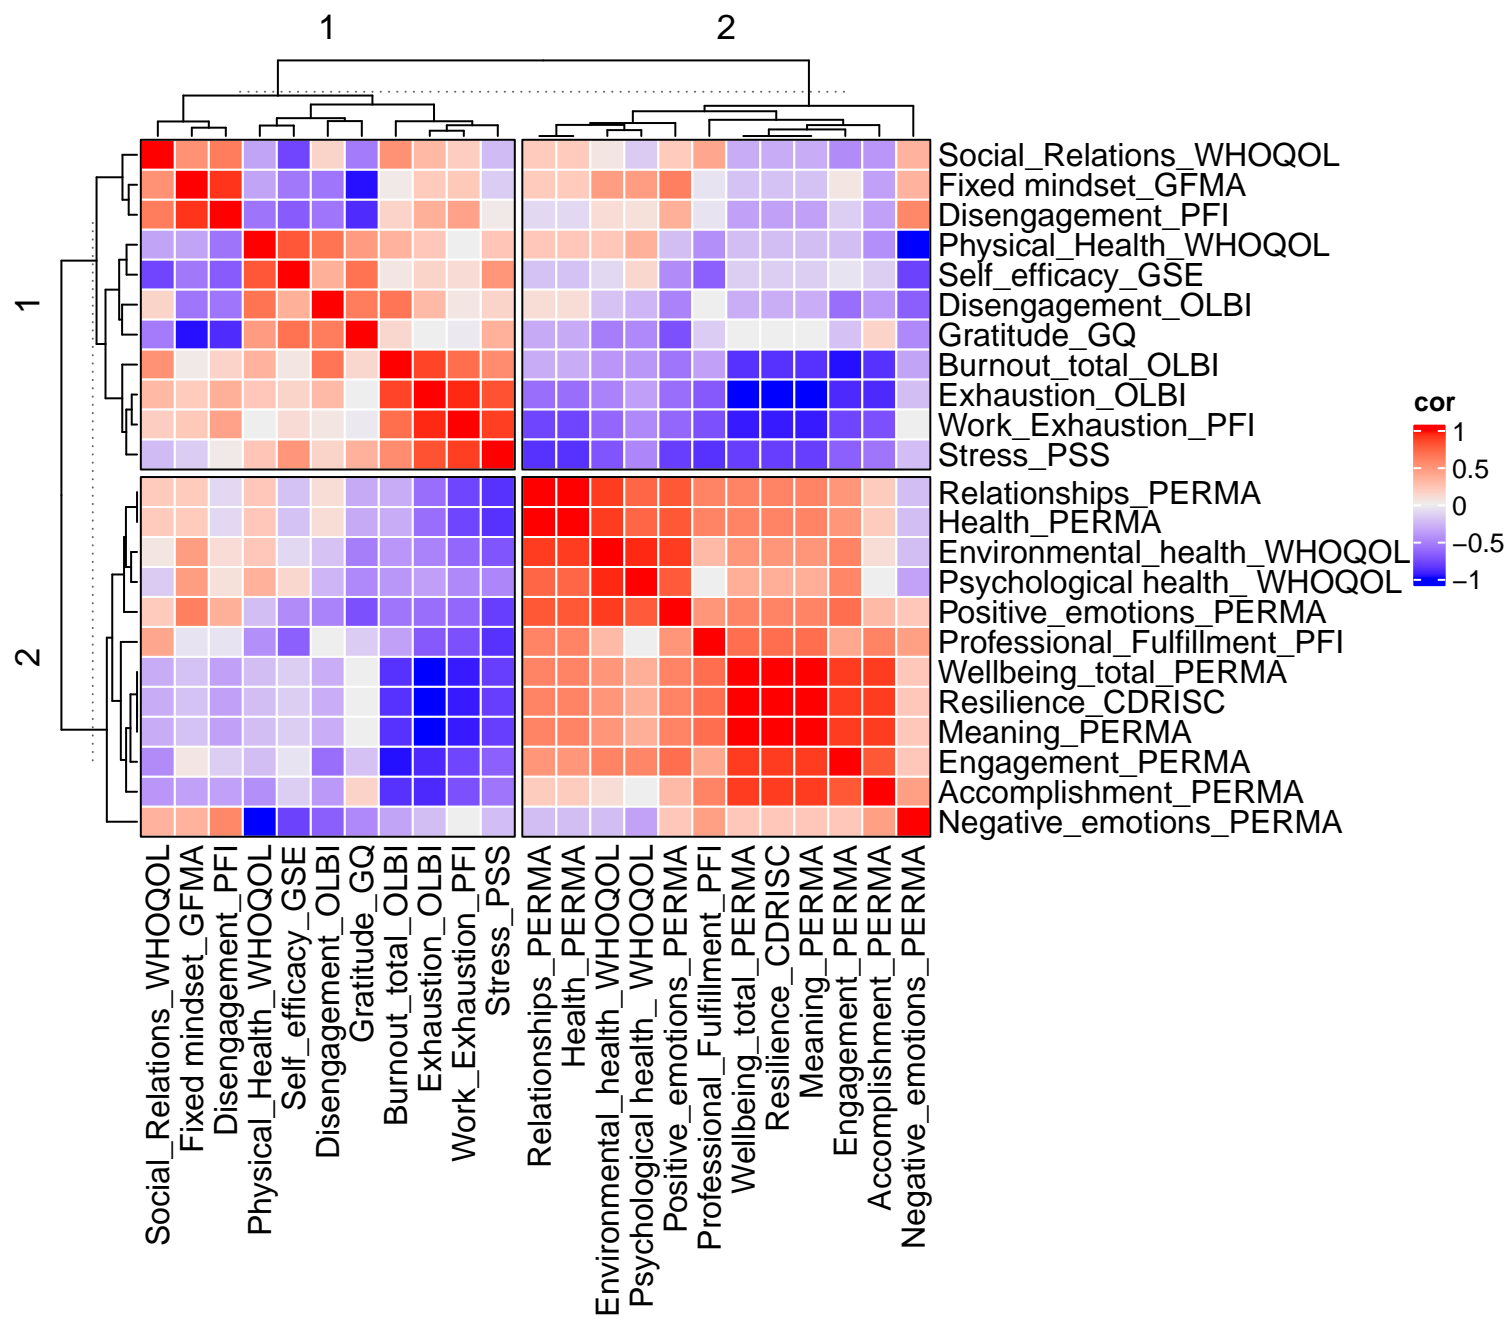 1
2
1
2
Social_Relations_WHOQOL
Fixed mindset_GFMA
Disengagement_PFI
Physical_Health_WHOQOL
Self_efficacy_GSE
Disengagement_OLBI
Gratitude_GQ
Burnout_total_OLBI
Exhaustion_OLBI
Work_Exhaustion_PFI
Stress_PSS
Relationships_PERMA
Health_PERMA
Environmental_health_WHOQOL
Psychological health_ WHOQOL
Positive_emotions_PERMA
Professional_Fulfillment_PFI
Wellbeing_total_PERMA
Resilience_CDRISC
Meaning_PERMA
Engagement_PERMA
Accomplishment_PERMA
Negative_emotions_PERMA
cor
1
0.5
0
−0.5
−1
Social_Relations_WHOQOL
Fixed mindset_GFMA
Disengagement_PFI
Physical_Health_WHOQOL
Self_efficacy_GSE
Disengagement_OLBI
Gratitude_GQ
Burnout_total_OLBI
Exhaustion_OLBI
Work_Exhaustion_PFI
Stress_PSS
Relationships_PERMA
Health_PERMA
Environmental_health_WHOQOL
Psychological health_ WHOQOL
Positive_emotions_PERMA
Professional_Fulfillment_PFI
Wellbeing_total_PERMA
Resilience_CDRISC
Meaning_PERMA
Engagement_PERMA
Accomplishment_PERMA
Negative_emotions_PERMA